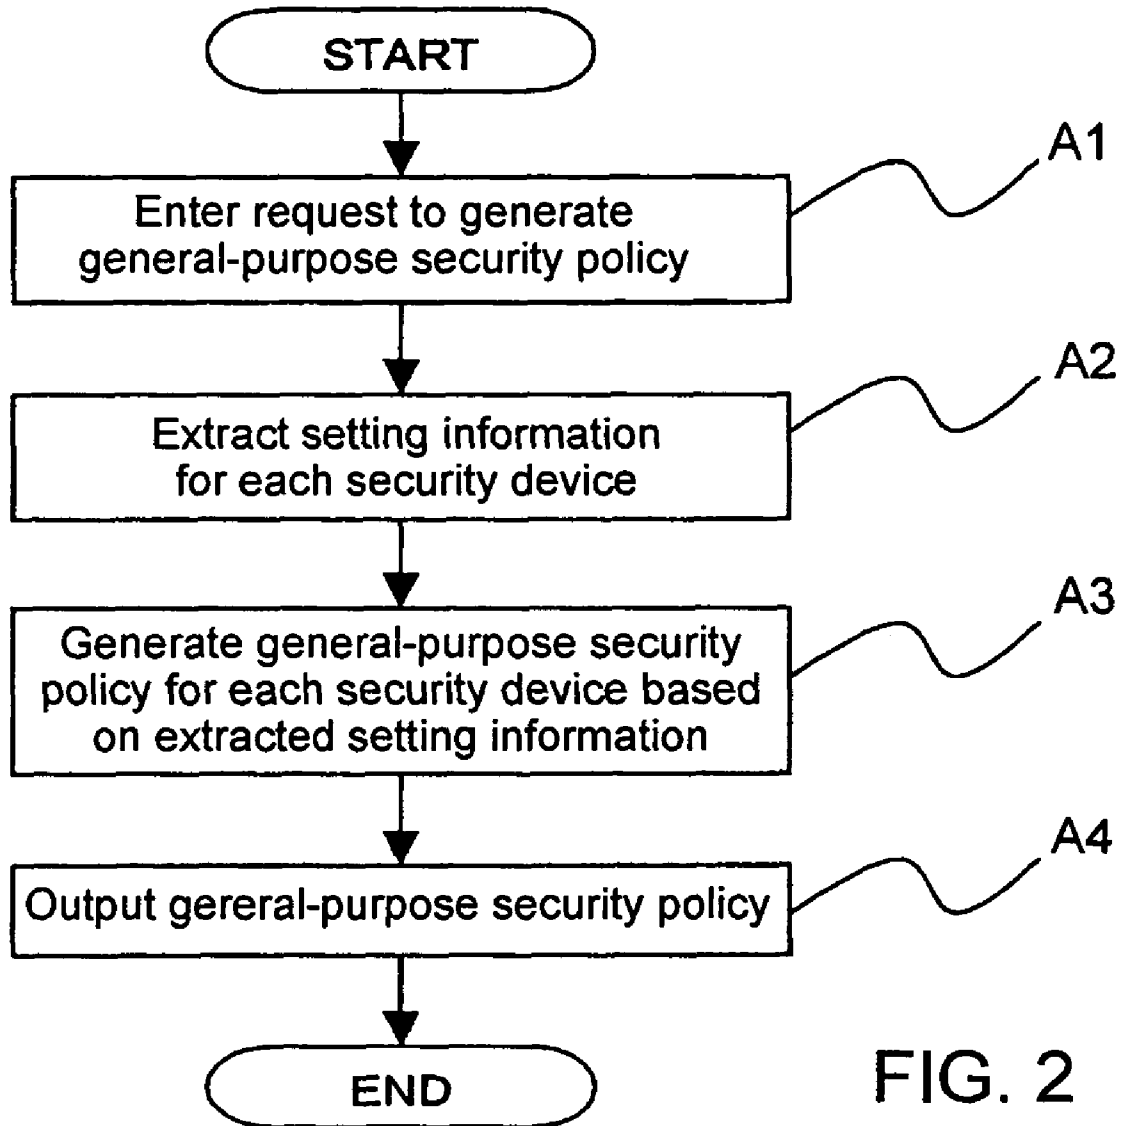 START
A1
Enter request to generate
general-purpose security policy
A2
Extract setting information
for each security device
A3
Generate general-purpose security
policy for each security device based
on extracted setting information
A4
Output gereral-purpose security policy
END
FIG. 2